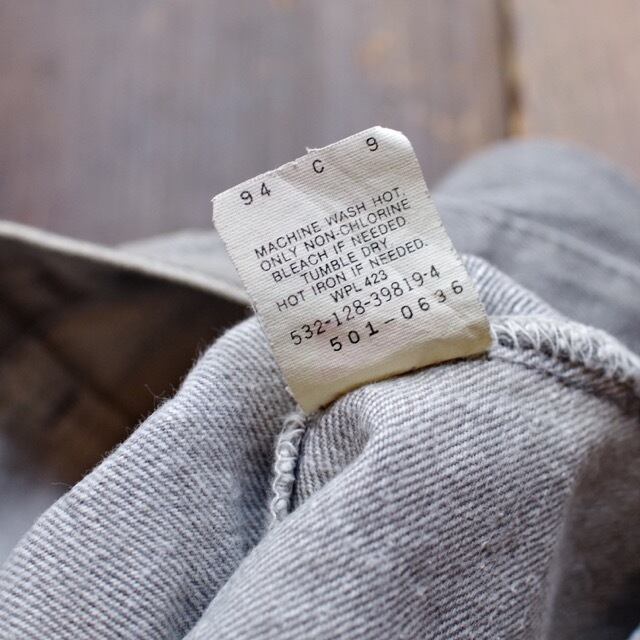 94 C 9
MACHINE WASH HOT
ONLY NON-CHLORINE
BLEACH IF NEEDED
TUMBLE DRY
HOT IRON IF NEEDED.
WPL 423
532-128-39819-4
501-0636